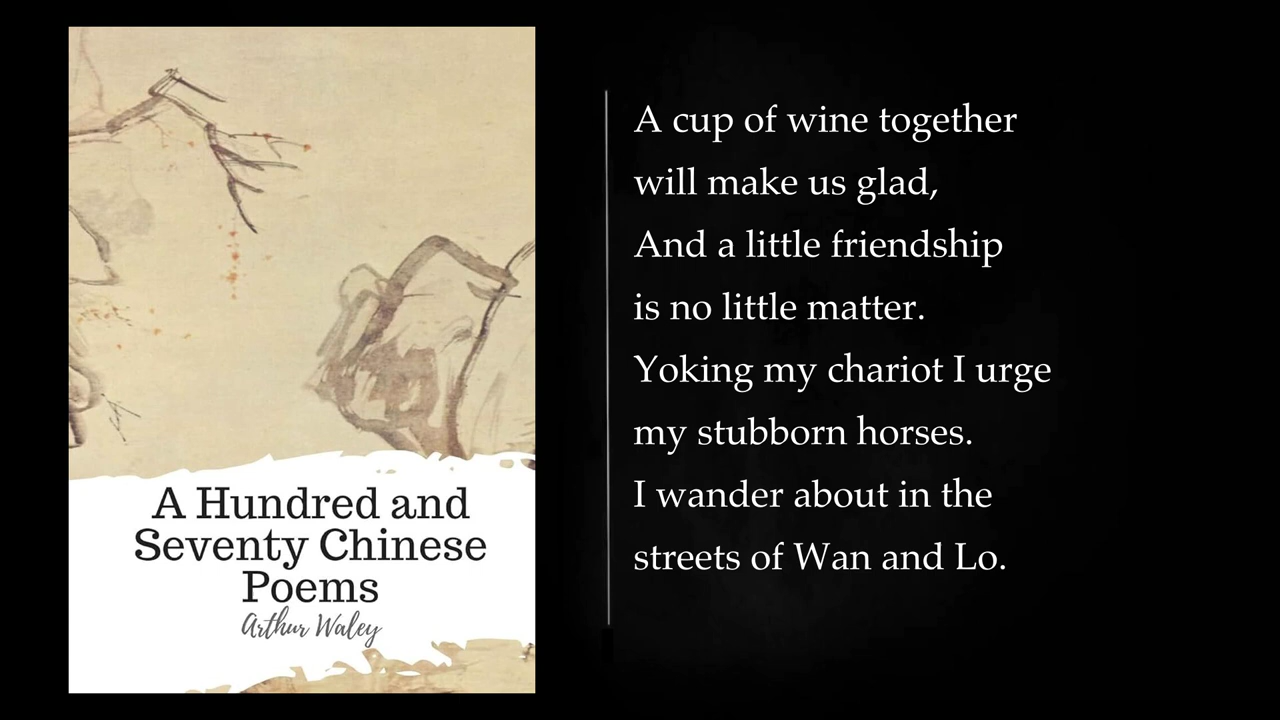 A Hundred and
Seventy Chinese
Poems
Arthur Waley
A cup of wine together
will make us glad,
And a little friendship
is no little matter.
Yoking my chariot I urge
my stubborn horses.
I wander about in the
streets of Wan and Lo.